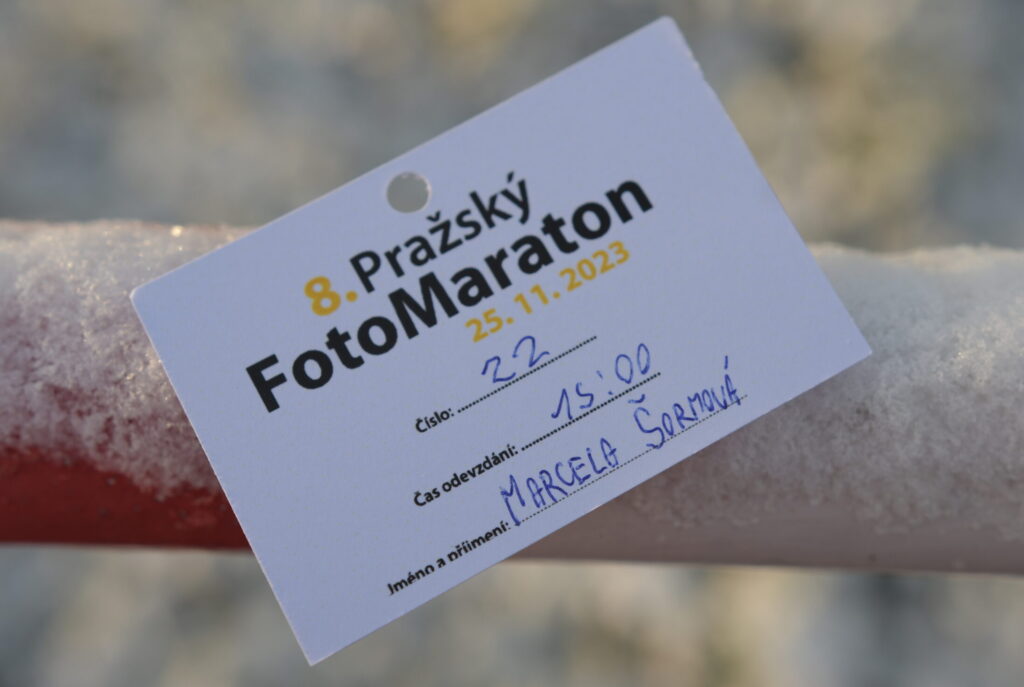 8. Pražský
FotoMaraton
25. 11. 2023
Číslo: 22
Čas odevzdání: 15:00
Jméno a příjmení: MARCELA ŠORMOVÁ